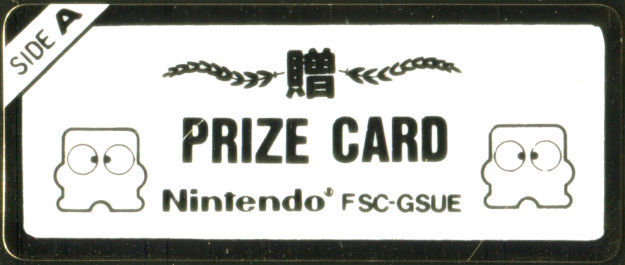 SIDE A
贈
PRIZE CARD
Nintendo FSC-GSUE